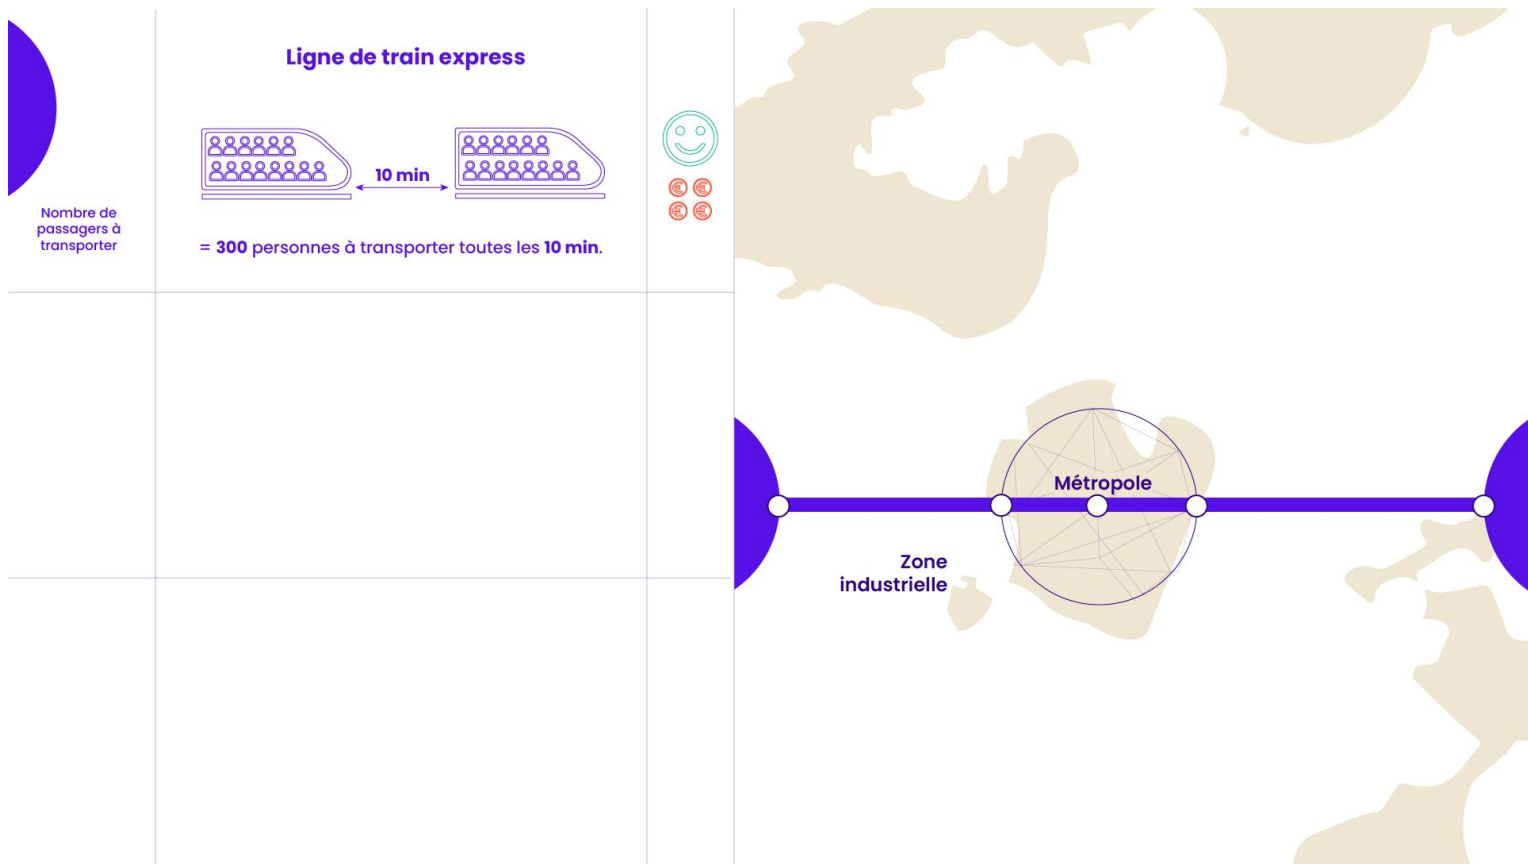 Ligne de train express
10 min
Nombre de
passagers à
transporter
= 300 personnes à transporter toutes les 10 min.
Métropole
Zone
industrielle